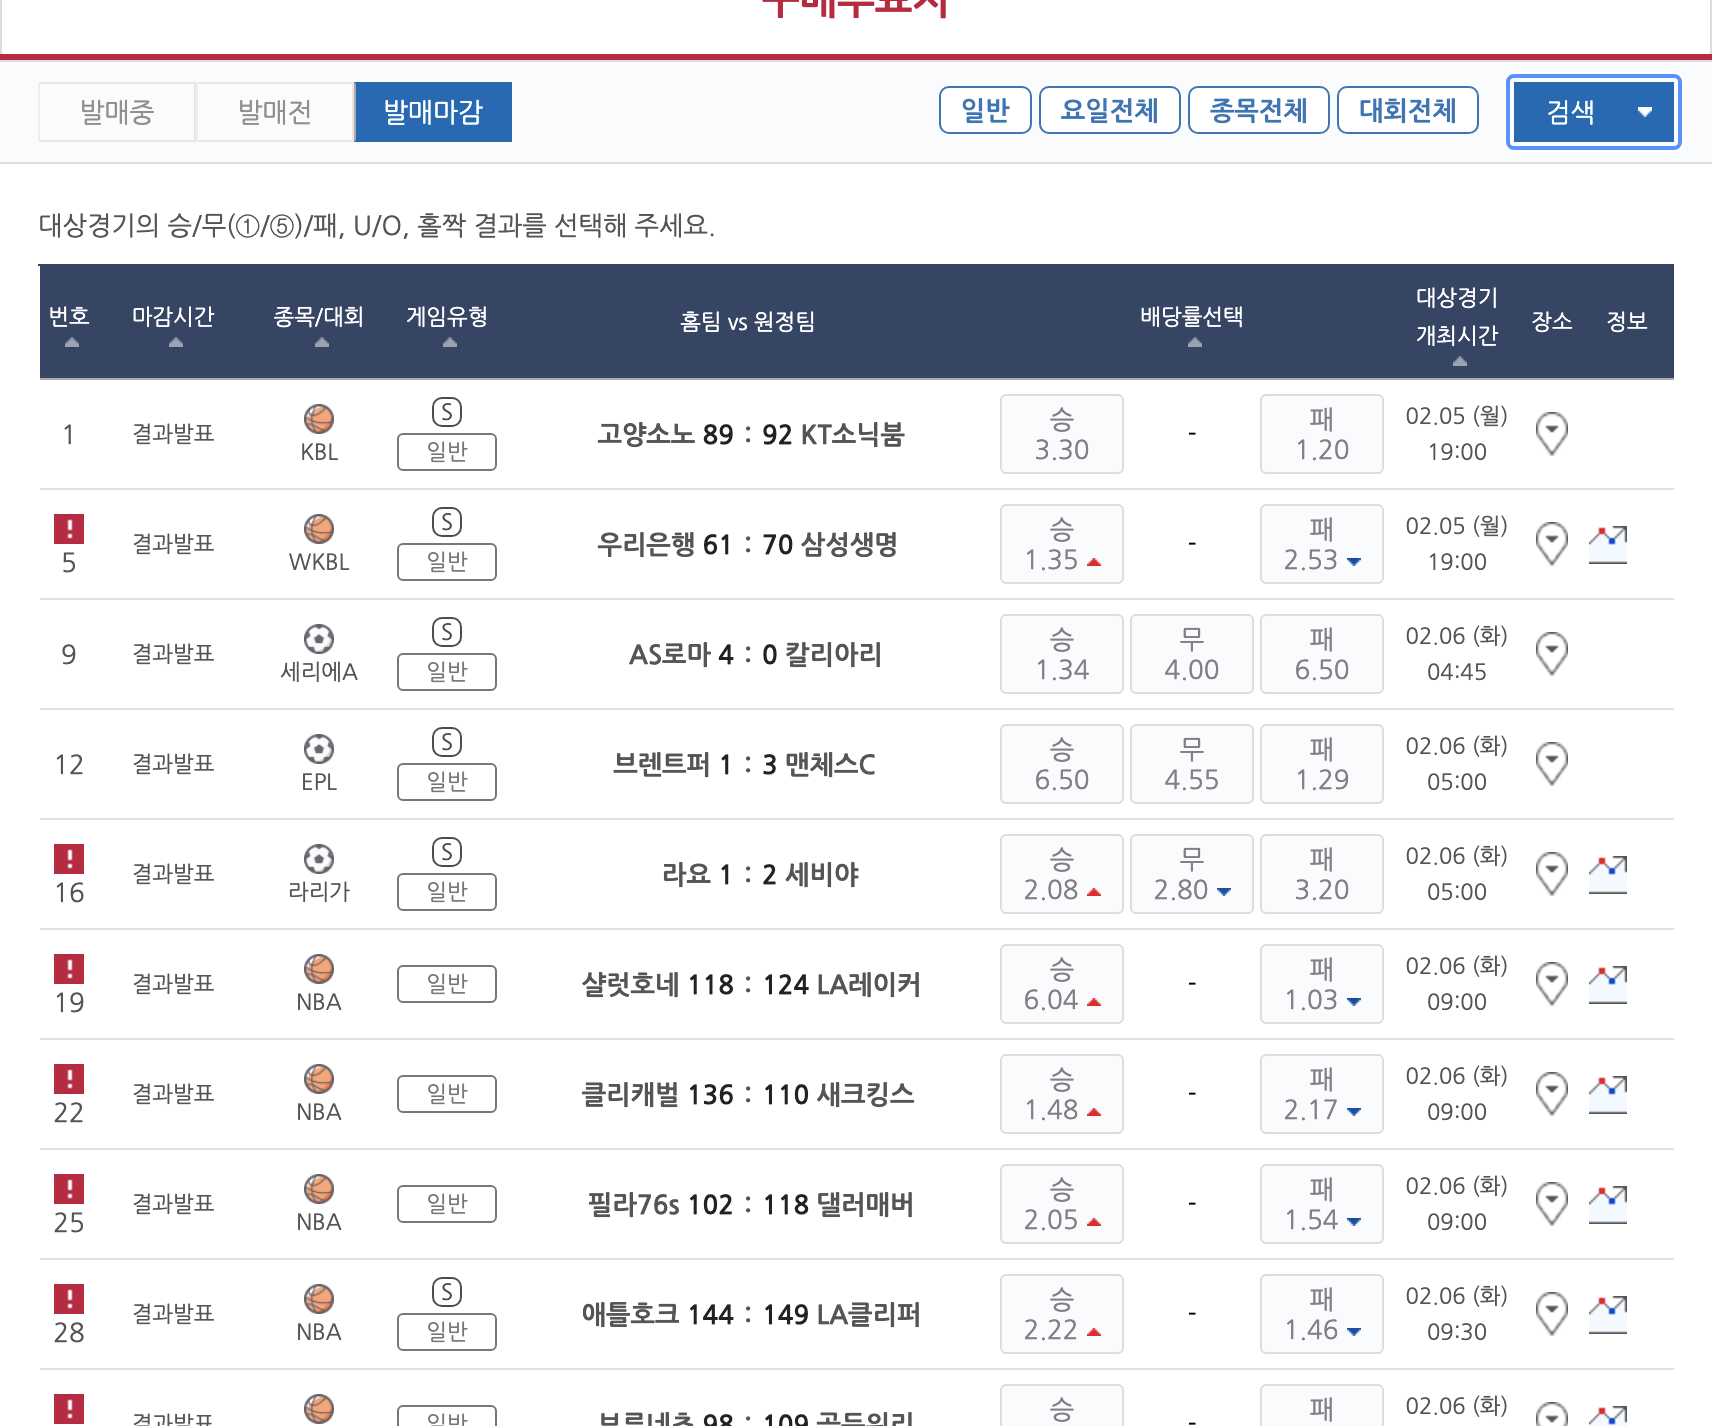 구매투표지
발매중 발매전 발매마감 일반 요일전체 종목전체 대회전체 검색
대상경기의 승/무(①/⑤)/패, U/O, 홀짝 결과를 선택해 주세요.
번호 마감시간 종목/대회 게임유형 홈팀 vs 원정팀 배당률선택 대상경기 개최시간 장소 정보
1 결과발표 KBL S 일반 고양소노 89 : 92 KT소닉붐 승 3.30 - 패 1.20 02.05 (월) 19:00
! 5 결과발표 WKBL S 일반 우리은행 61 : 70 삼성생명 승 1.35 - 패 2.53 02.05 (월) 19:00
9 결과발표 세리에A S 일반 AS로마 4 : 0 칼리아리 승 1.34 무 4.00 패 6.50 02.06 (화) 04:45
12 결과발표 EPL S 일반 브렌트퍼 1 : 3 맨체스C 승 6.50 무 4.55 패 1.29 02.06 (화) 05:00
! 16 결과발표 라리가 S 일반 라요 1 : 2 세비야 승 2.08 무 2.80 패 3.20 02.06 (화) 05:00
! 19 결과발표 NBA 일반 샬럿호네 118 : 124 LA레이커 승 6.04 - 패 1.03 02.06 (화) 09:00
! 22 결과발표 NBA 일반 클리캐벌 136 : 110 새크킹스 승 1.48 - 패 2.17 02.06 (화) 09:00
! 25 결과발표 NBA 일반 필라76s 102 : 118 댈러매버 승 2.05 - 패 1.54 02.06 (화) 09:00
! 28 결과발표 NBA S 일반 애틀호크 144 : 149 LA클리퍼 승 2.22 - 패 1.46 02.06 (화) 09:30
! 결과발표 일반 브루네츠 98 : 109 골든워리 승 - 패 02.06 (화)